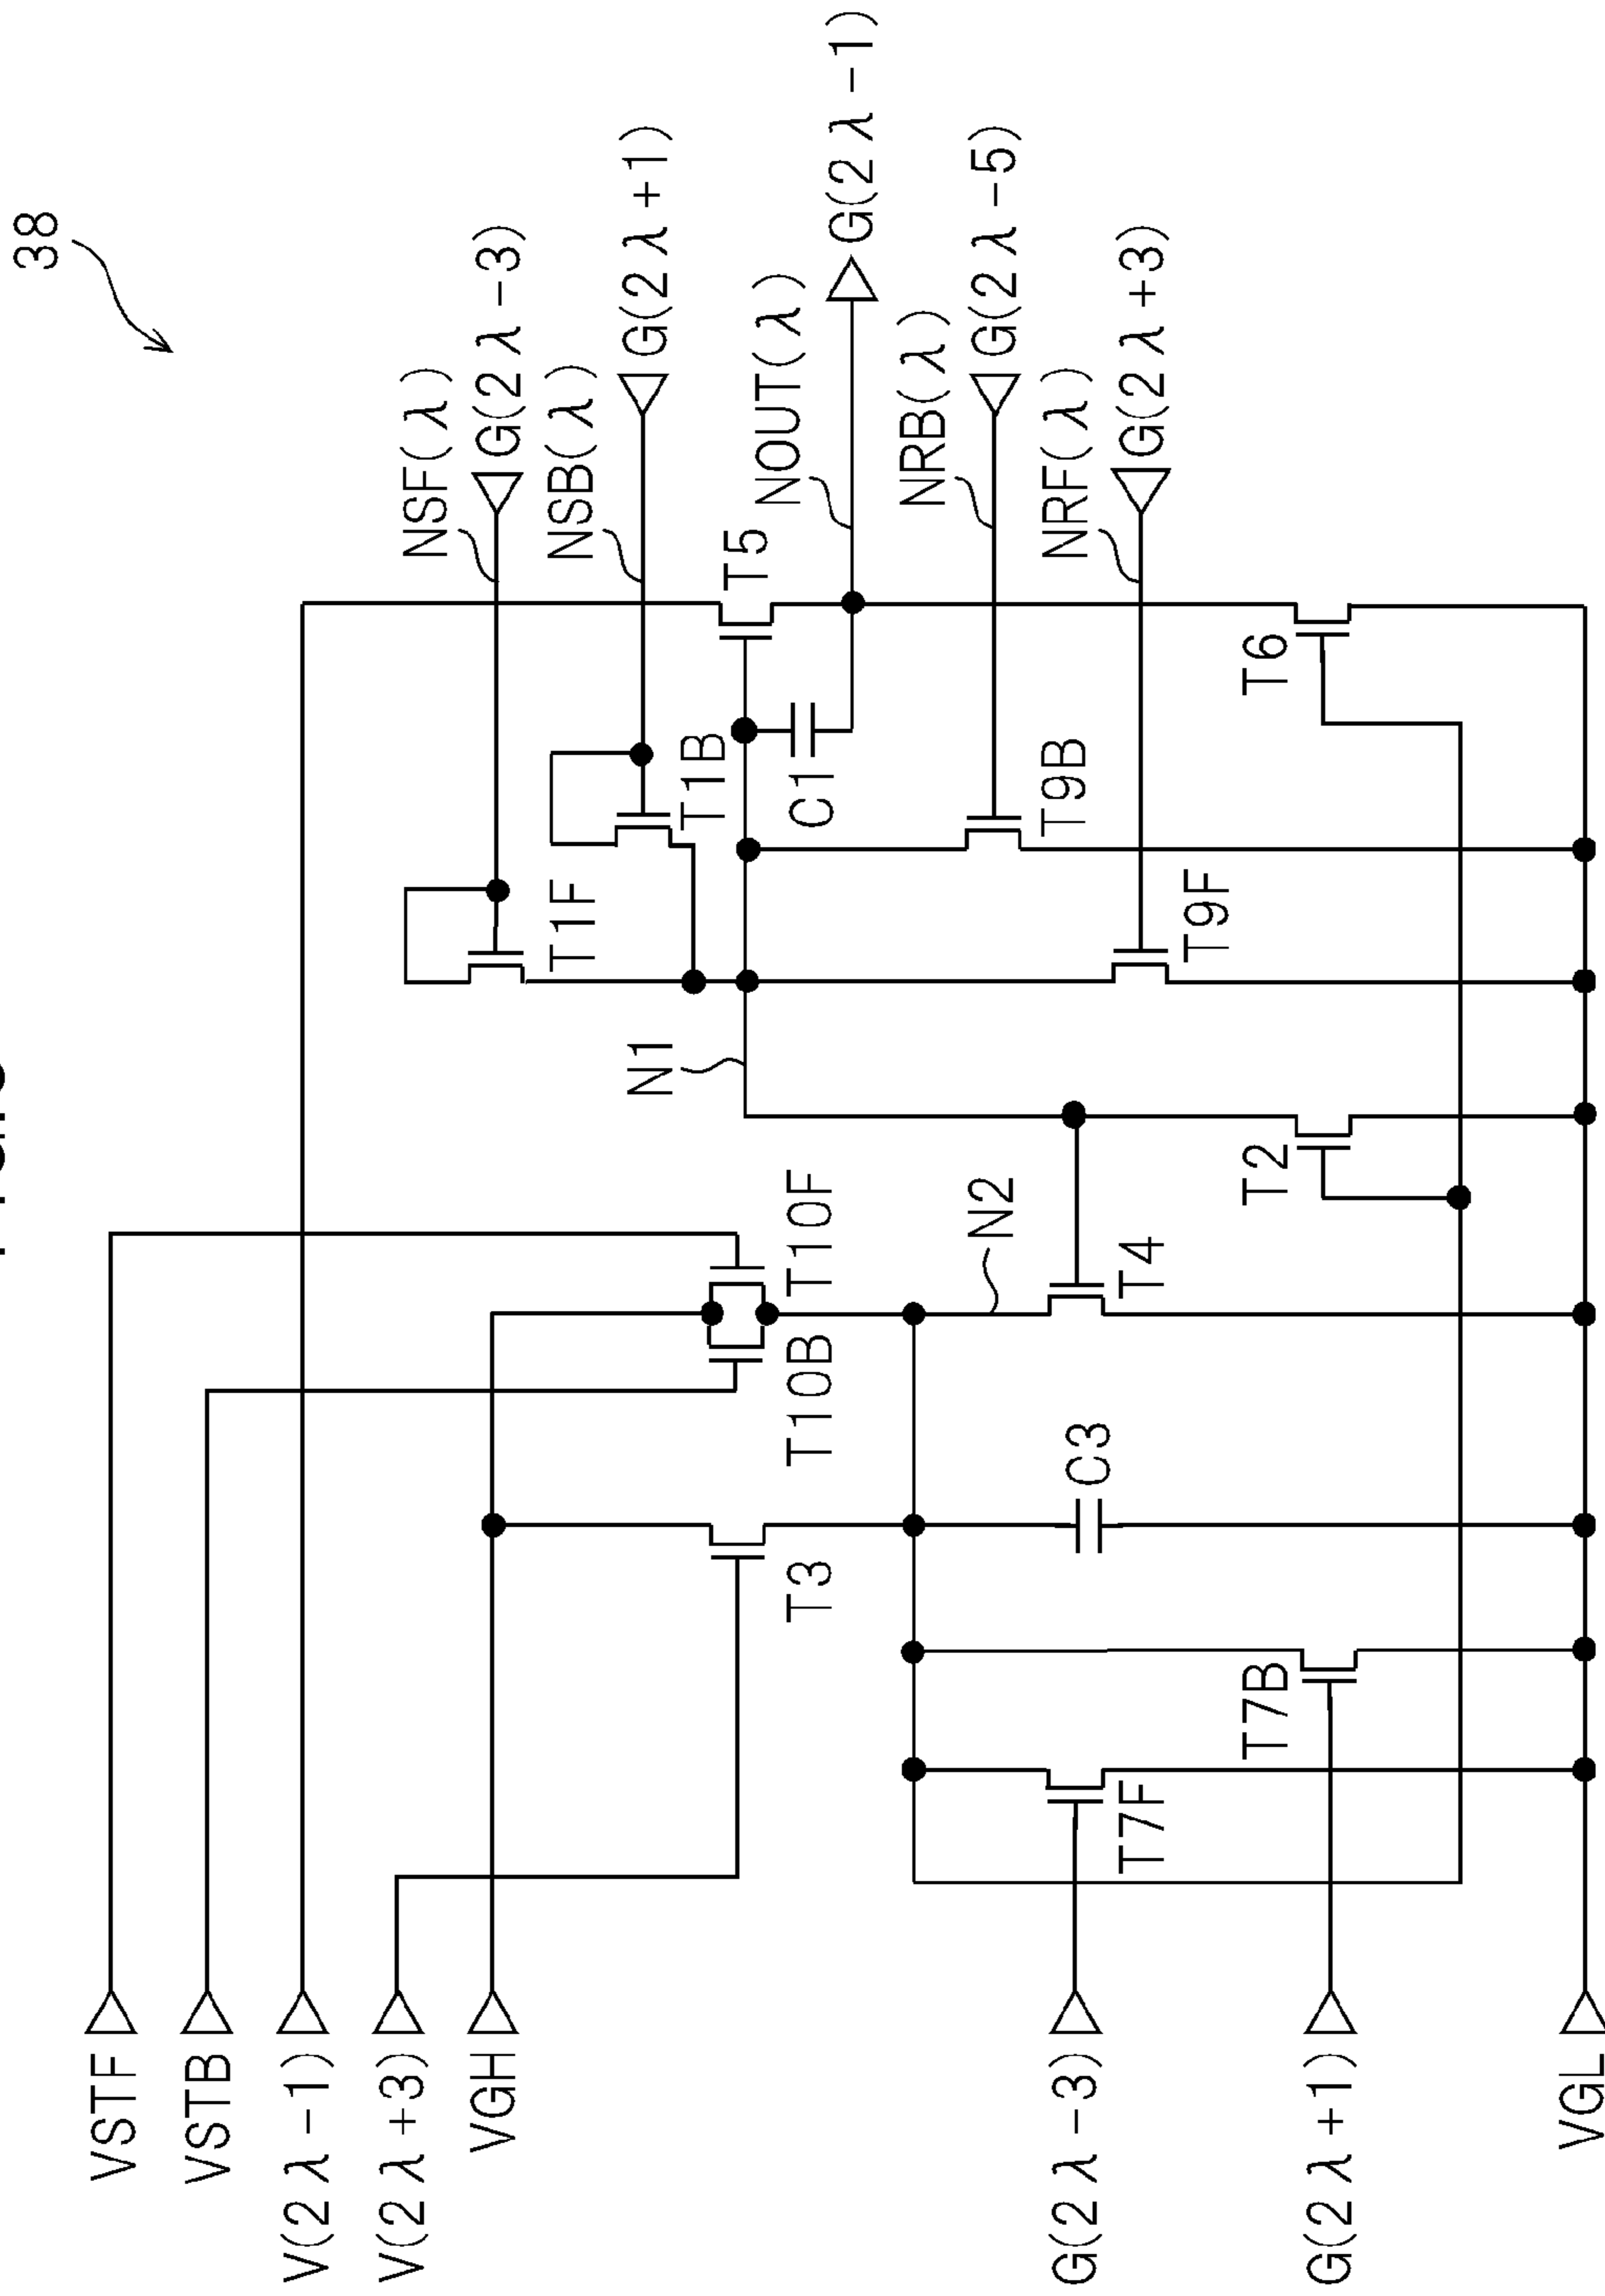 38
VSTF
VSTB
V(2λ-1)
V(2λ+3)
VGH
G(2λ-3)
G(2λ+1)
VGL
NSF(λ)
G(2λ-3)
NSB(λ)
G(2λ+1)
NOUT(λ)
G(2λ-1)
NRB(λ)
G(2λ-5)
NRF(λ)
G(2λ+3)
T1F
T1B
T5
C1
T9B
T9F
T6
N1
N2
T2
T4
T10F
T10B
T3
C3
T7B
T7F